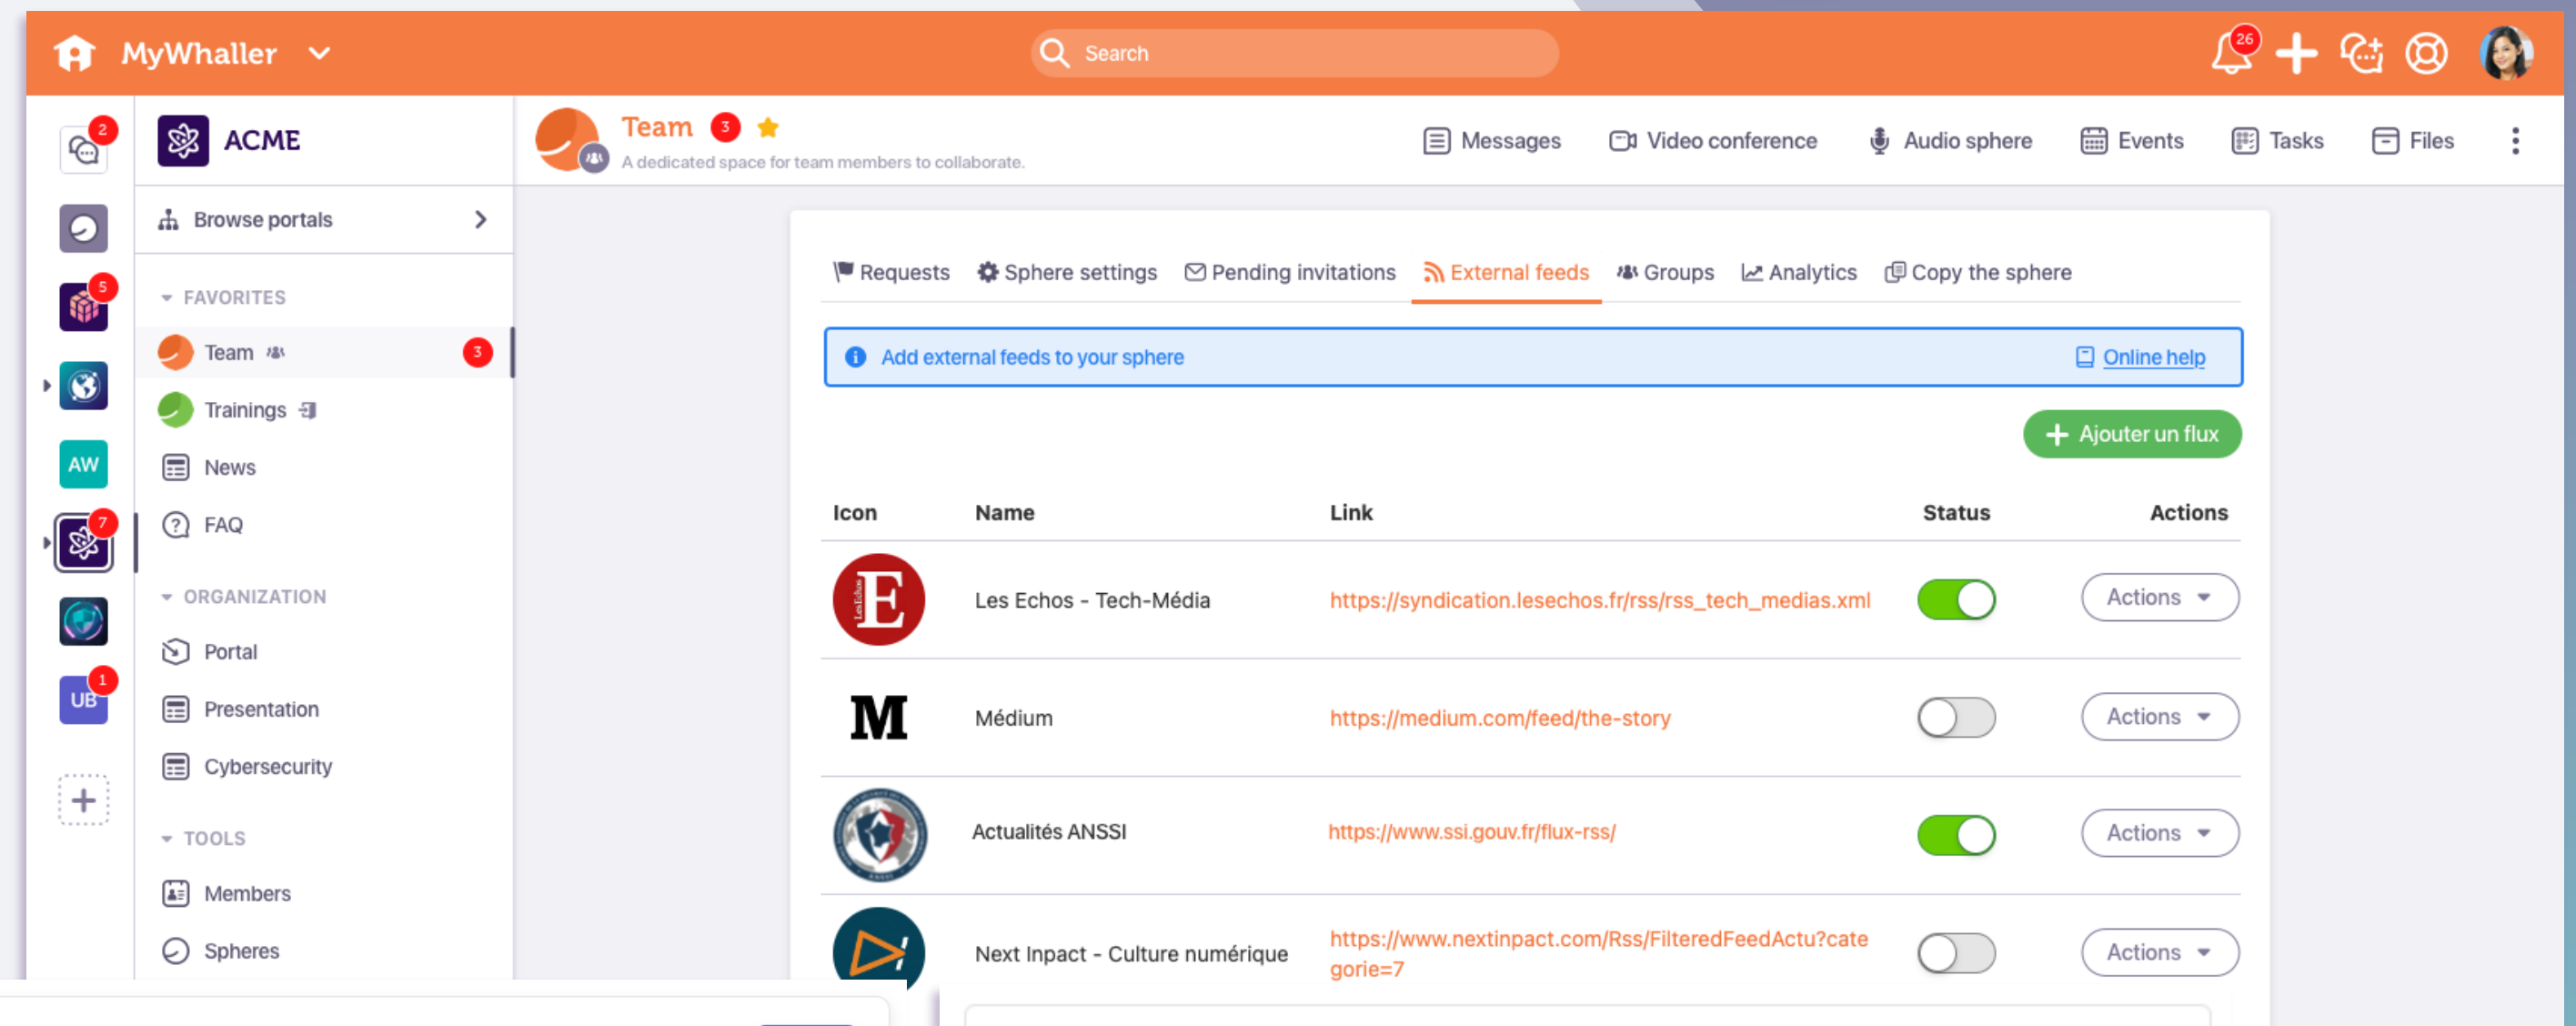 MyWhaller
Search
26
2
5
AW
7
UB
1
ACME
Browse portals
FAVORITES
Team
3
Trainings
News
FAQ
ORGANIZATION
Portal
Presentation
Cybersecurity
TOOLS
Members
Spheres
Team 3
A dedicated space for team members to collaborate.
Messages Video conference Audio sphere Events Tasks Files
Requests Sphere settings Pending invitations External feeds Groups Analytics Copy the sphere
Add external feeds to your sphere Online help
+ Ajouter un flux
Icon Name Link Status Actions
LesEchos E Les Echos - Tech-Média https://syndication.lesechos.fr/rss/rss_tech_medias.xml Actions
M Médium https://medium.com/feed/the-story Actions
Actualités ANSSI https://www.ssi.gouv.fr/flux-rss/ Actions
Next Inpact - Culture numérique https://www.nextinpact.com/Rss/FilteredFeedActu?cate Actions
gorie=7